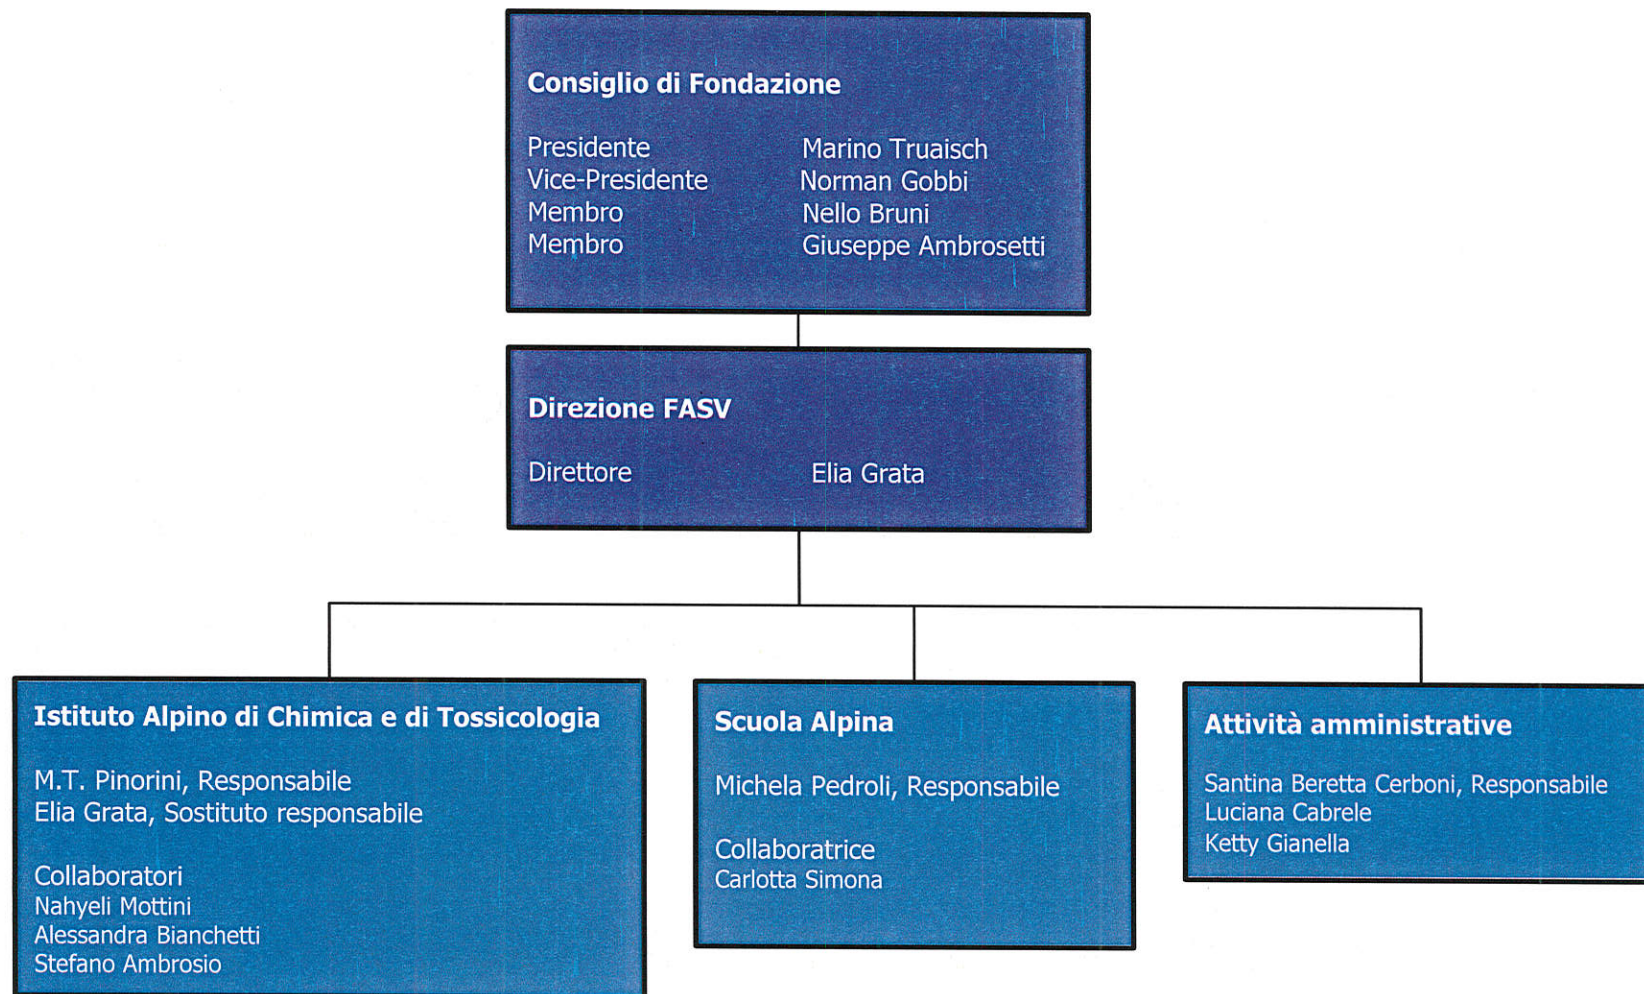 Consiglio di Fondazione
Presidente Marino Truaisch
Vice-Presidente Norman Gobbi
Membro Nello Bruni
Membro Giuseppe Ambrosetti
Direzione FASV
Direttore Elia Grata
Istituto Alpino di Chimica e di Tossicologia
M.T. Pinorini, Responsabile
Elia Grata, Sostituto responsabile
Collaboratori
Nahyeli Mottini
Alessandra Bianchetti
Stefano Ambrosio
Scuola Alpina
Michela Pedroli, Responsabile
Collaboratrice
Carlotta Simona
Attività amministrative
Santina Beretta Cerboni, Responsabile
Luciana Cabrele
Ketty Gianella